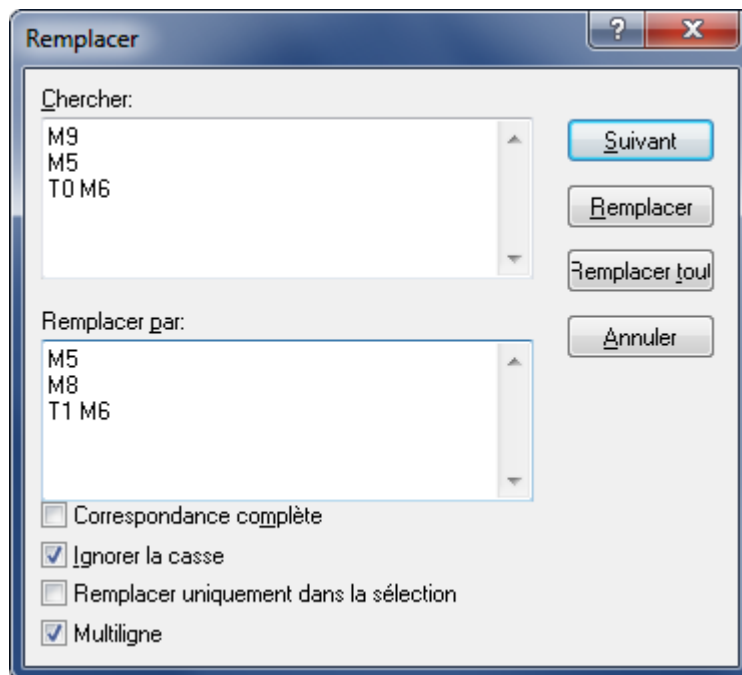 Remplacer
Chercher:
M9
M5
T0 M6
Suivant
Remplacer
Remplacer tout
Remplacer par:
Annuler
M5
M8
T1 M6
Correspondance complète
Ignorer la casse
Remplacer uniquement dans la sélection
Multiligne